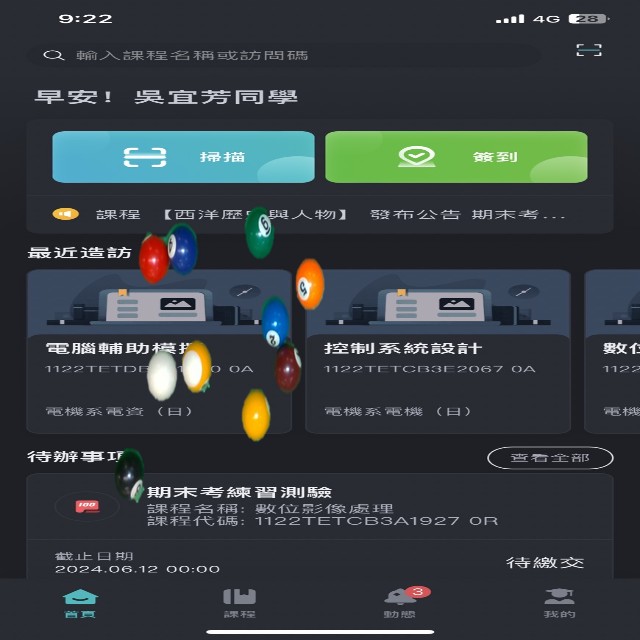 9:22
4G 28
輸入課程名稱或訪問碼
早安! 吳宜芳同學
掃描
簽到
課程 【西洋歷史與人物】 發布公告 期末考...
最近造訪
電腦輔助模
控制系統設計
數位
1122TETD 0 0A
1122TETCB3E2067 0A
1122
電機系電資 (日)
電機系電機 (日)
電機
待辦事項
查看全部
100
期末考練習測驗
課程名稱: 數位影像處理
課程代碼: 1122TETCB3A1927 0R
截止日期
2024.06.12 00:00
待繳交
3
首頁
課程
動態
我的
6
5
2